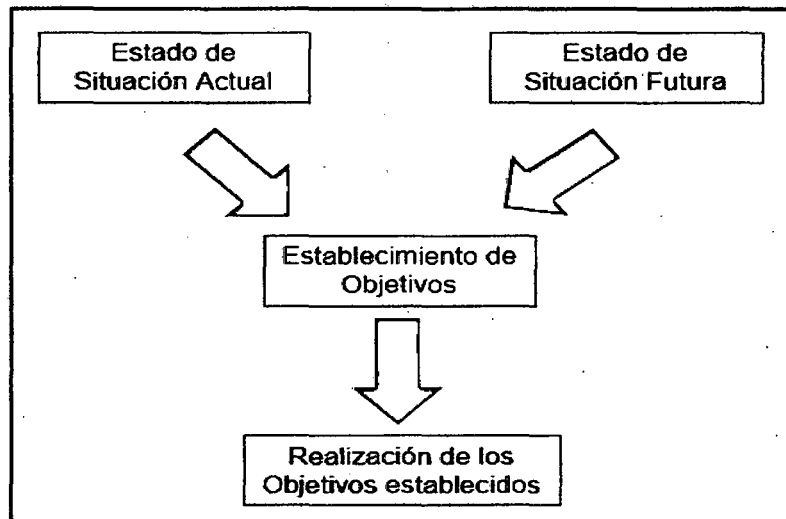 Estado de
Situación Actual
Estado de
Situación Futura
Establecimiento de
Objetivos
Realización de los
Objetivos establecidos